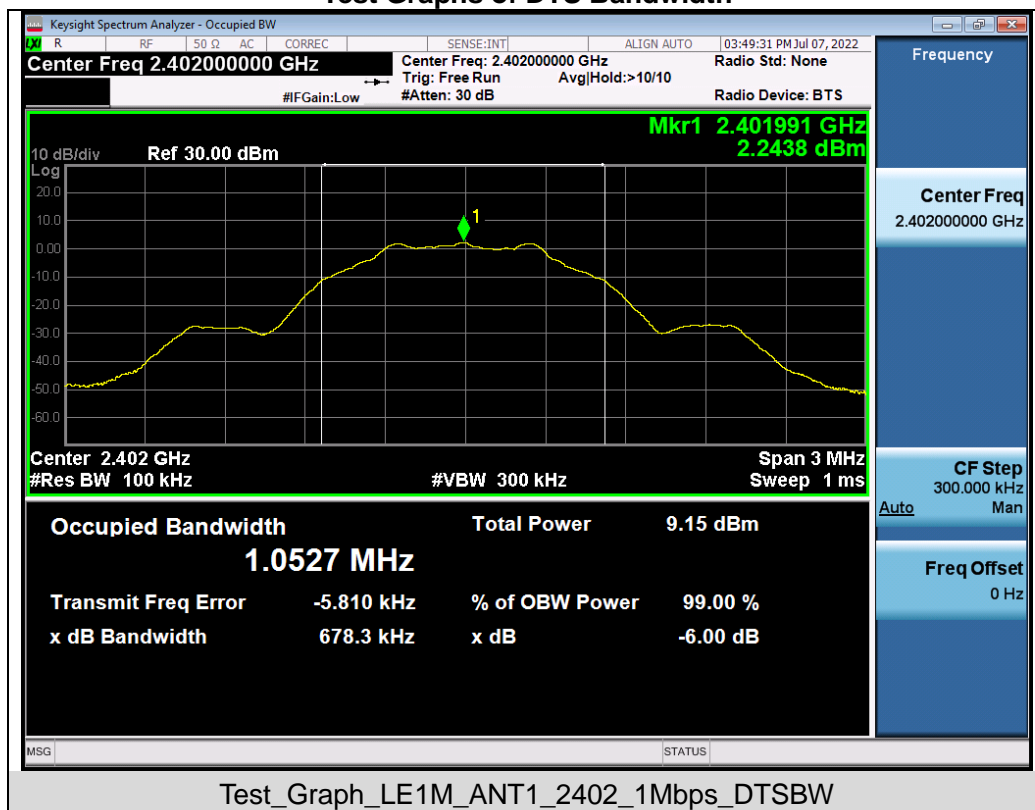 Test Graphs of DTS Bandwidth
Keysight Spectrum Analyzer - Occupied BW
LXI R RF 50 Ω AC CORREC SENSE:INT ALIGN AUTO 03:49:31 PM Jul 07, 2022
Center Freq 2.402000000 GHz
Center Freq: 2.402000000 GHz
Radio Std: None
Trig: Free Run Avg|Hold:>10/10
#IFGain:Low
#Atten: 30 dB
Radio Device: BTS
Mkr1 2.401991 GHz
2.2438 dBm
10 dB/div Ref 30.00 dBm
Log
20.0
10.0
0.00
-10.0
-20.0
-30.0
-40.0
-50.0
-60.0
1
Center 2.402 GHz
Span 3 MHz
#Res BW 100 kHz
#VBW 300 kHz
Sweep 1 ms
Occupied Bandwidth
1.0527 MHz
Total Power 9.15 dBm
Transmit Freq Error -5.810 kHz
% of OBW Power 99.00 %
x dB Bandwidth 678.3 kHz
x dB -6.00 dB
Frequency
Center Freq
2.402000000 GHz
CF Step
300.000 kHz
Auto Man
Freq Offset
0 Hz
MSG
STATUS
Test_Graph_LE1M_ANT1_2402_1Mbps_DTSBW